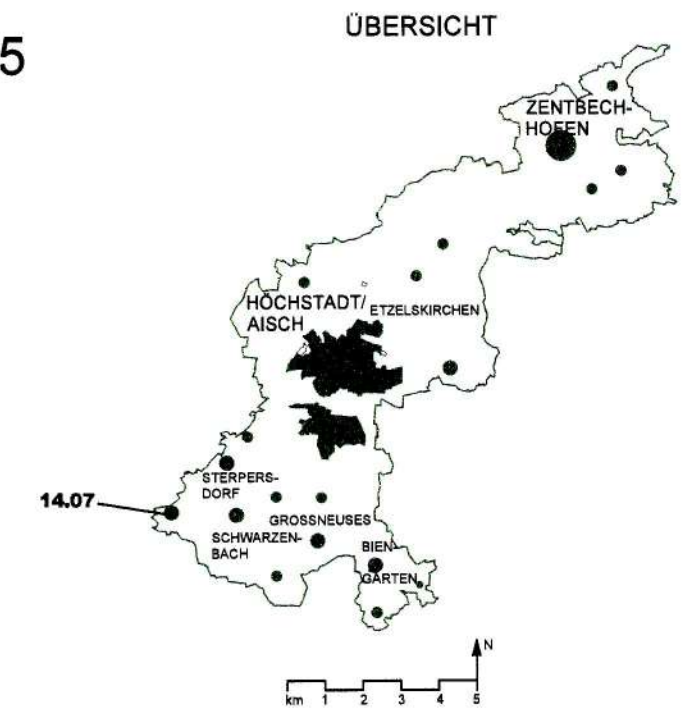 ÜBERSICHT
5
ZENTBECH-
HOFEN
HÖCHSTADT/
AISCH
ETZELSKIRCHEN
STERPERS-
DORF
14.07
GROSSNEUSES
SCHWARZEN-
BACH
BIEN-
GARTEN
N
km 1 2 3 4 5